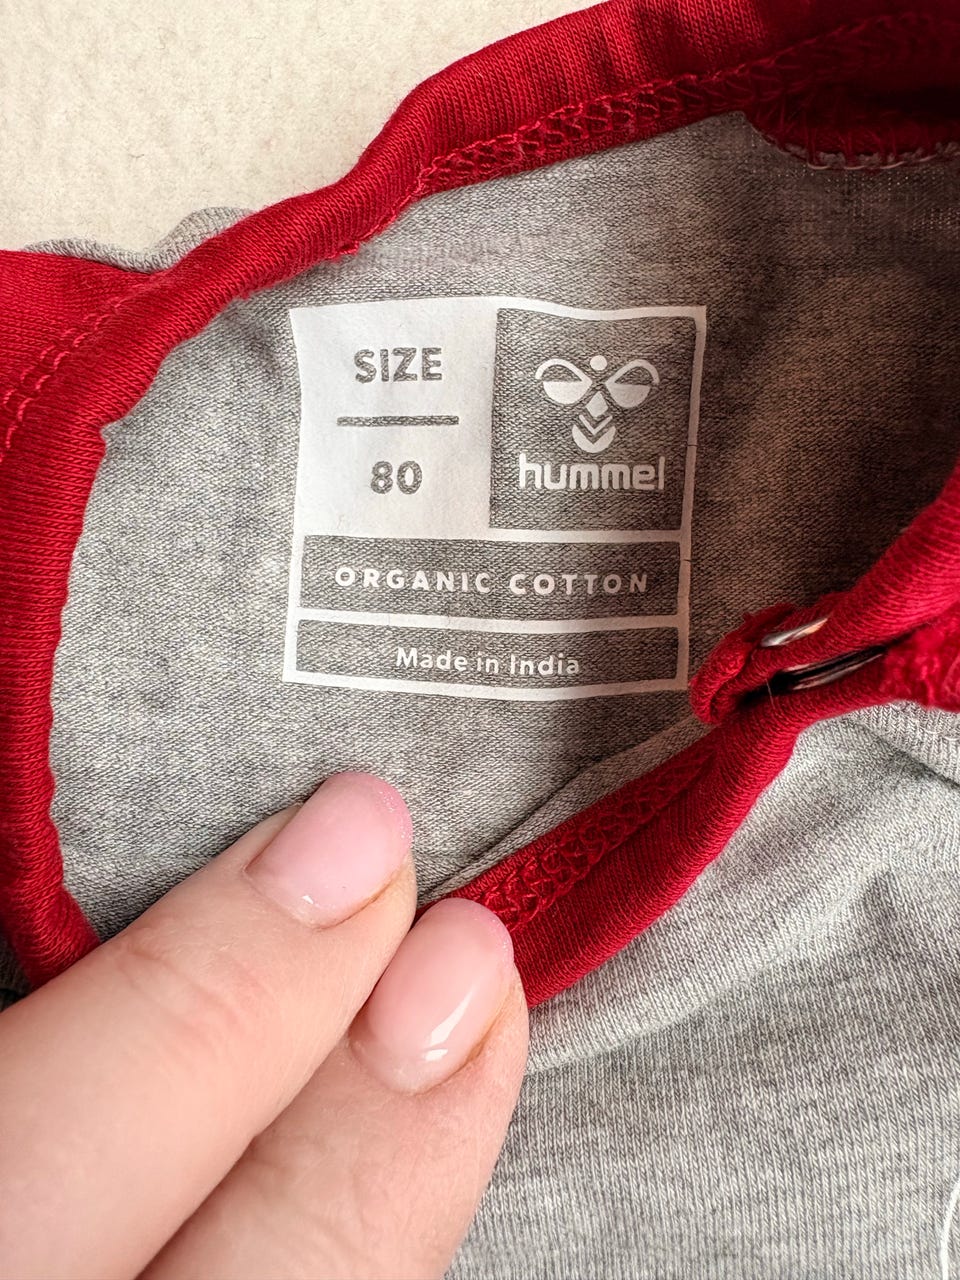 SIZE
80
hummel
ORGANIC COTTON
Made in India